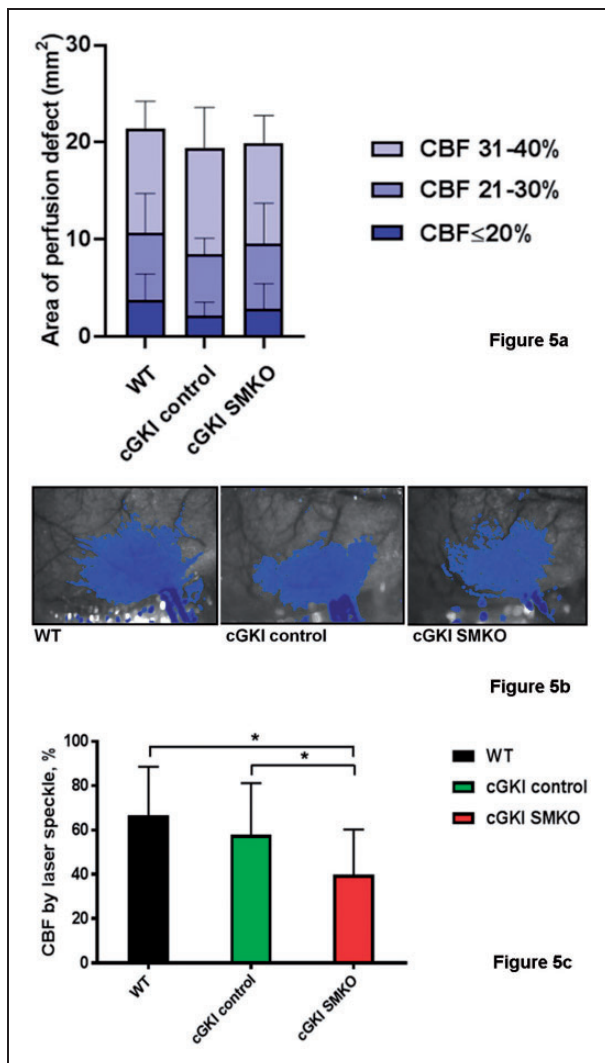 Area of perfusion defect (mm²)
30
20
10
0
WT
cGKI control
cGKI SMKO
CBF 31-40%
CBF 21-30%
CBF≤20%
Figure 5a
WT
cGKI control
cGKI SMKO
Figure 5b
CBF by laser speckle, %
100
80
60
40
20
0
*
*
WT
cGKI control
cGKI SMKO
WT
cGKI control
cGKI SMKO
Figure 5c